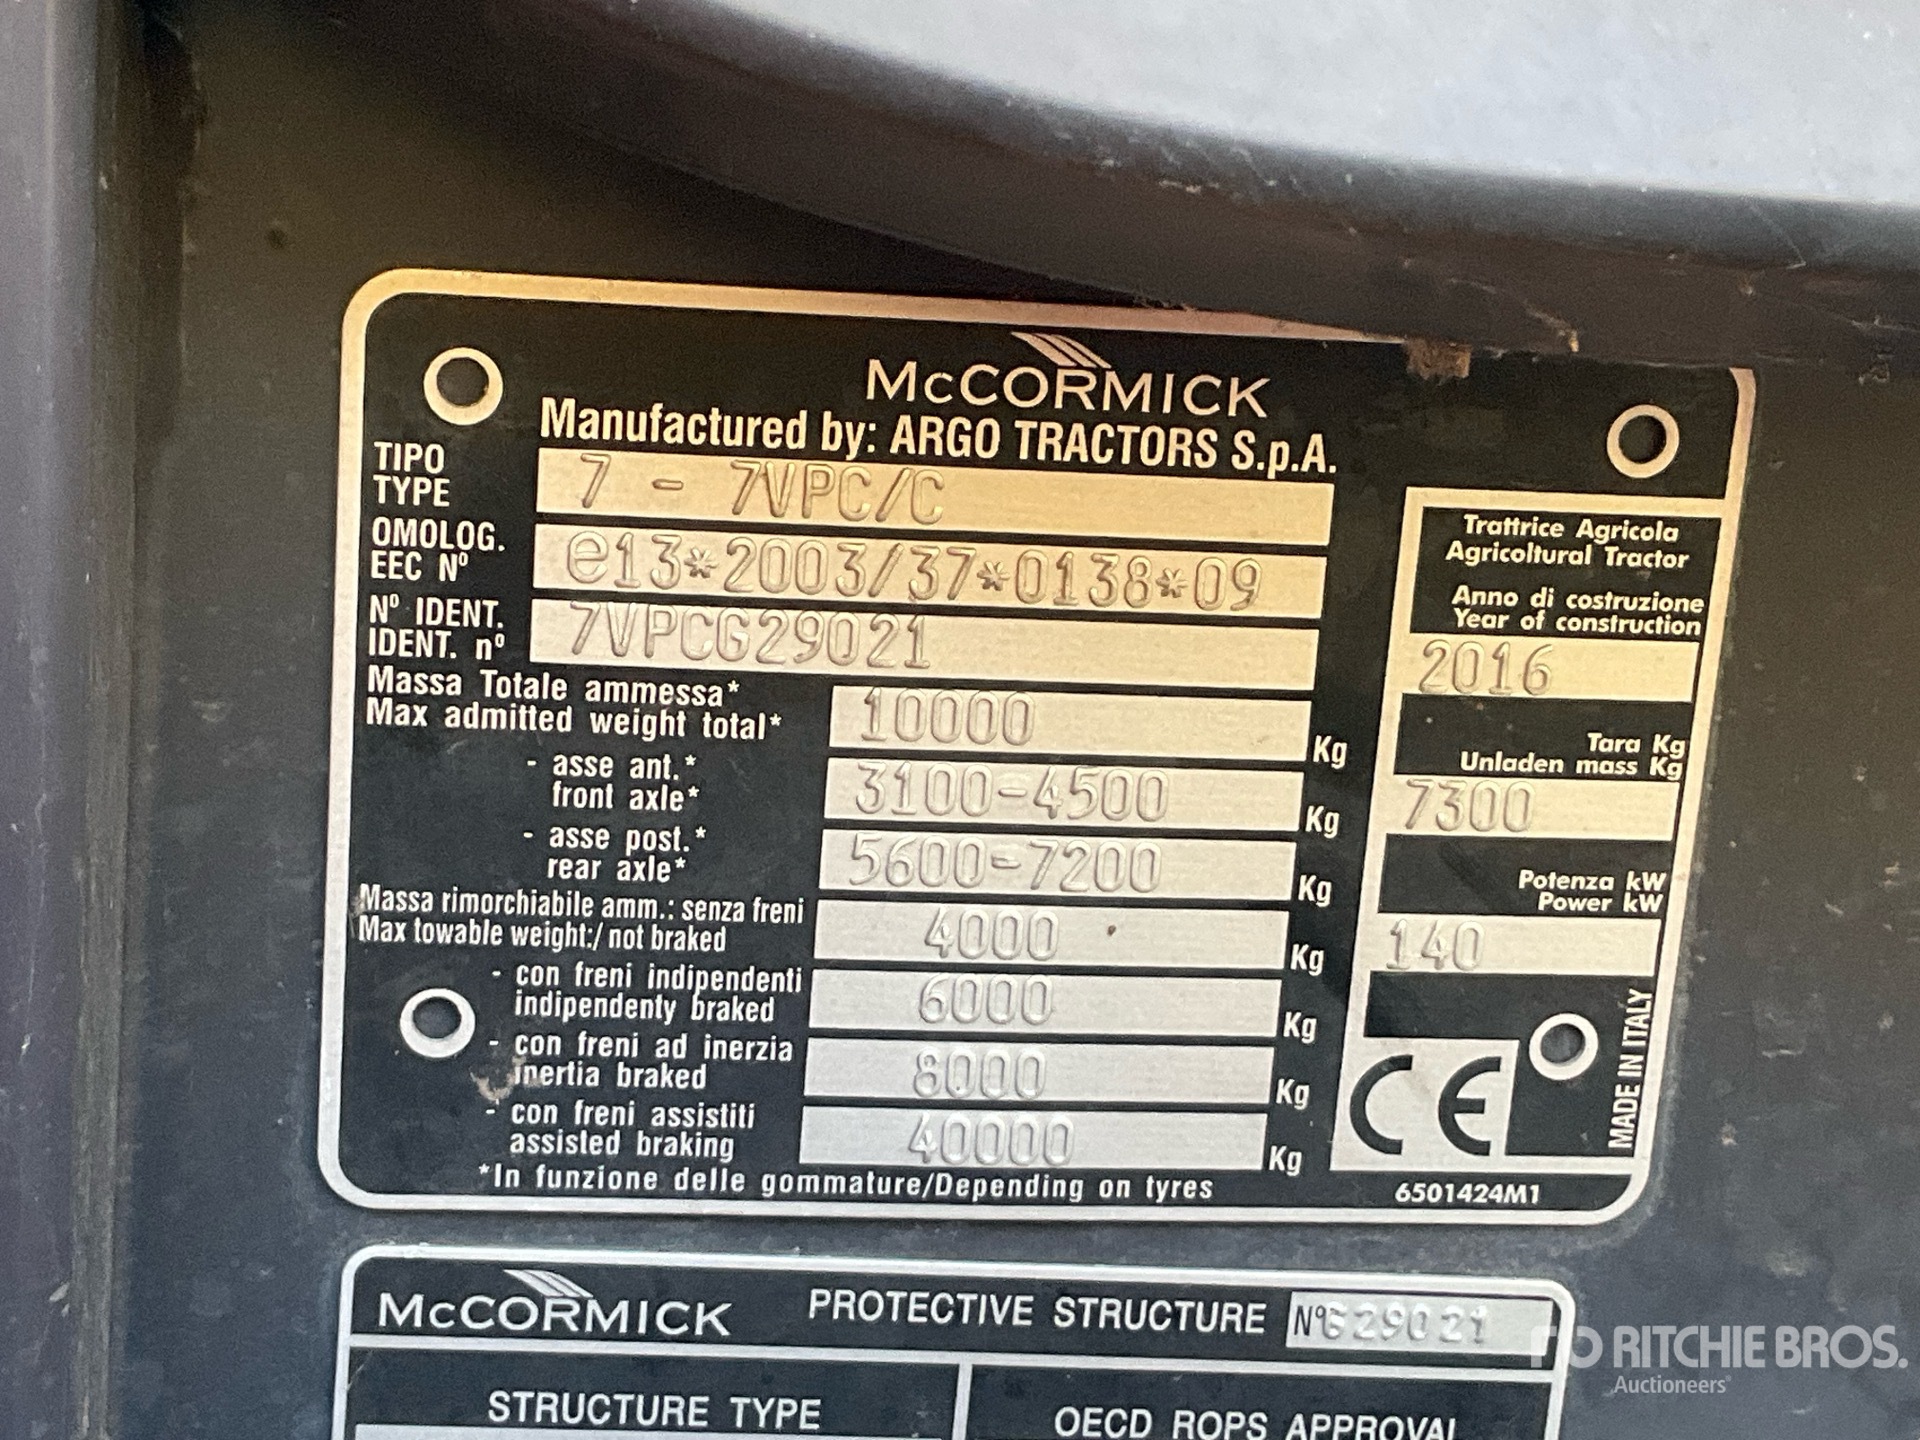 McCORMICK
Manufactured by: ARGO TRACTORS S.p.A.
TIPO
TYPE
7 - 7VPC/C
OMOLOG.
EEC Nº
e13*2003/37*0138*09
Nº IDENT.
IDENT. nº
7VPCG29021
Massa Totale ammessa*
Max admitted weight total*
10000 Kg
- asse ant.*
front axle*
3100-4500 Kg
- asse post.*
rear axle*
5600-7200 Kg
Massa rimorchiabile amm.: senza freni
Max towable weight:/ not braked
4000 Kg
- con freni indipendenti
indipendenty braked
6000 Kg
- con freni ad inerzia
inertia braked
8000 Kg
- con freni assistiti
assisted braking
40000 Kg
*In funzione delle gommature/Depending on tyres
Trattrice Agricola
Agricoltural Tractor
Anno di costruzione
Year of construction
2016
Tara Kg
Unladen mass Kg
7300
Potenza kW
Power kW
140
CE
MADE IN ITALY
6501424M1
McCORMICK
PROTECTIVE STRUCTURE Nº G29021
STRUCTURE TYPE
OECD ROPS APPROVAL
RITCHIE BROS.
Auctioneers